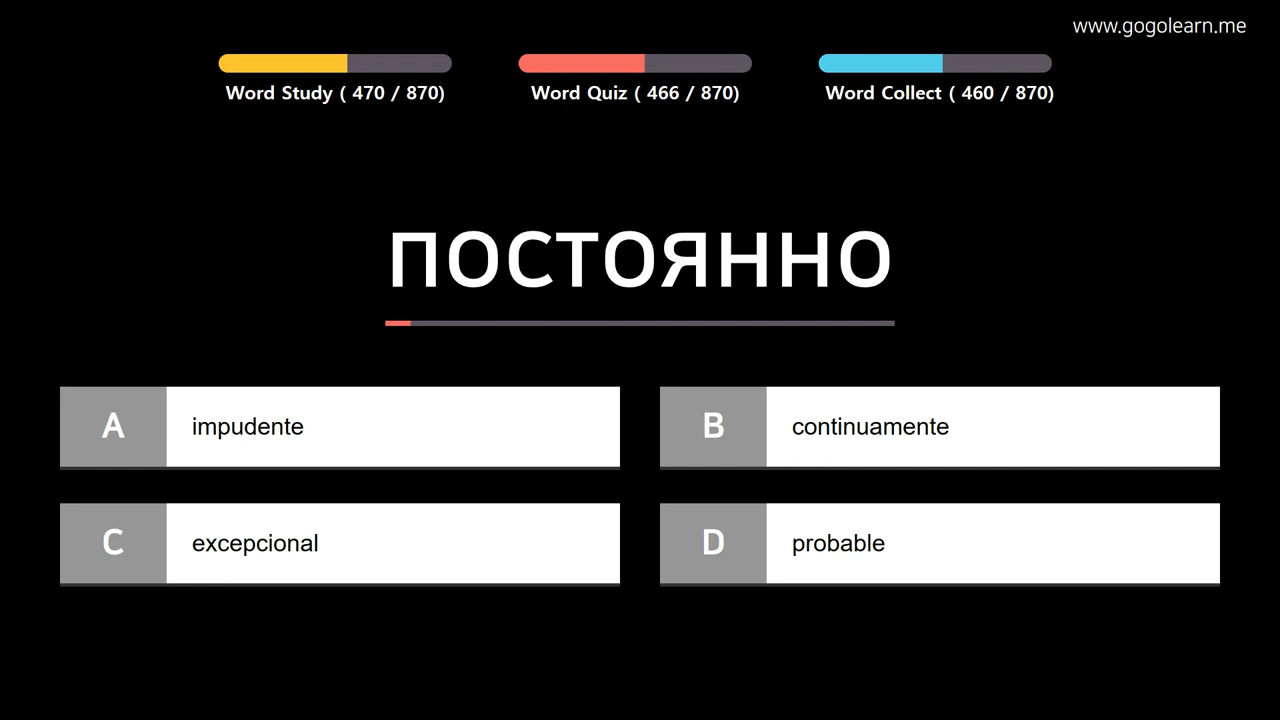 www.gogolearn.me
Word Study ( 470 / 870)
Word Quiz ( 466 / 870)
Word Collect ( 460 / 870)
постоянно
A impudente
B continuamente
C excepcional
D probable